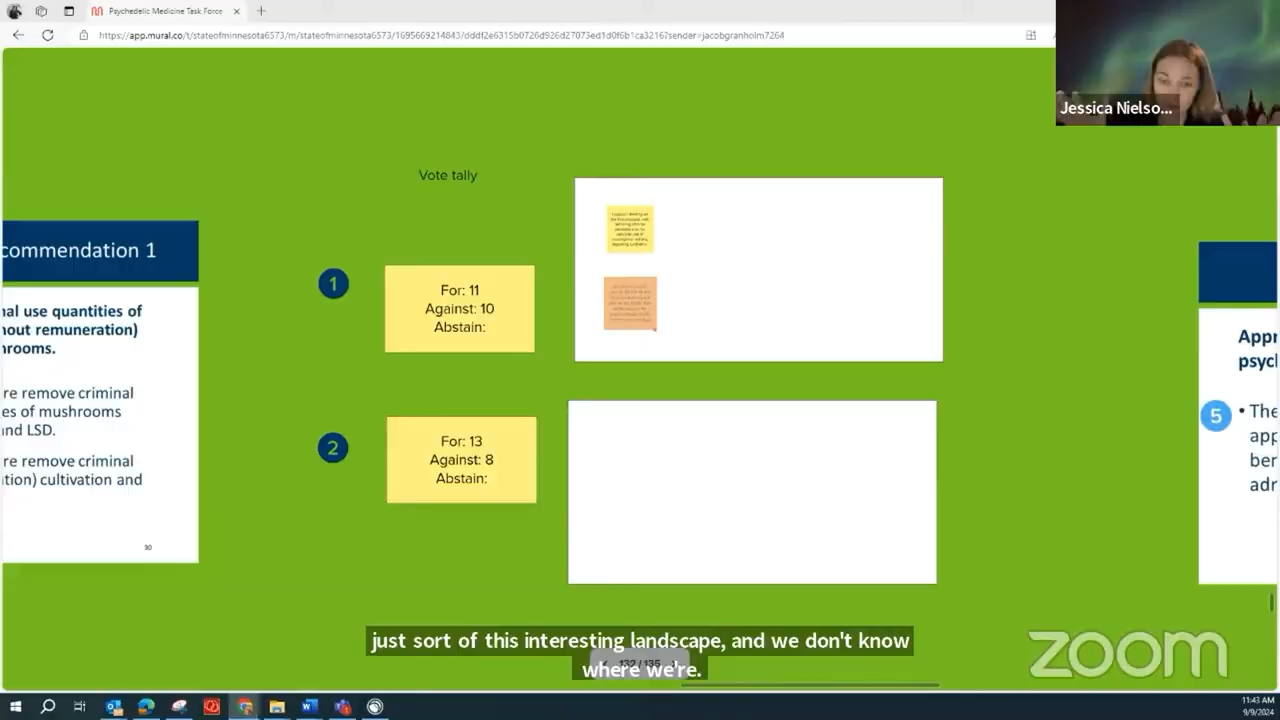 Psychedelic Medicine Task Force
https://app.mural.co/t/stateofminnesota6573/m/stateofminnesota6573/1695669214843/dddf2e6315b0726d926d27073ed1d0f6b1ca3216?sender=jacobgranholm7264
Jessica Nielso...
Vote tally
commendation 1
nal use quantities of
nout remuneration)
hrooms.
re remove criminal
es of mushrooms
and LSD.
re remove criminal
tion) cultivation and
30
1
For: 11
Against: 10
Abstain:
2
For: 13
Against: 8
Abstain:
Appr
psycl
5 • The
app
ber
adr
just sort of this interesting landscape, and we don't know
where we're.
132 / 135
zoom
11:43 AM
9/9/2024